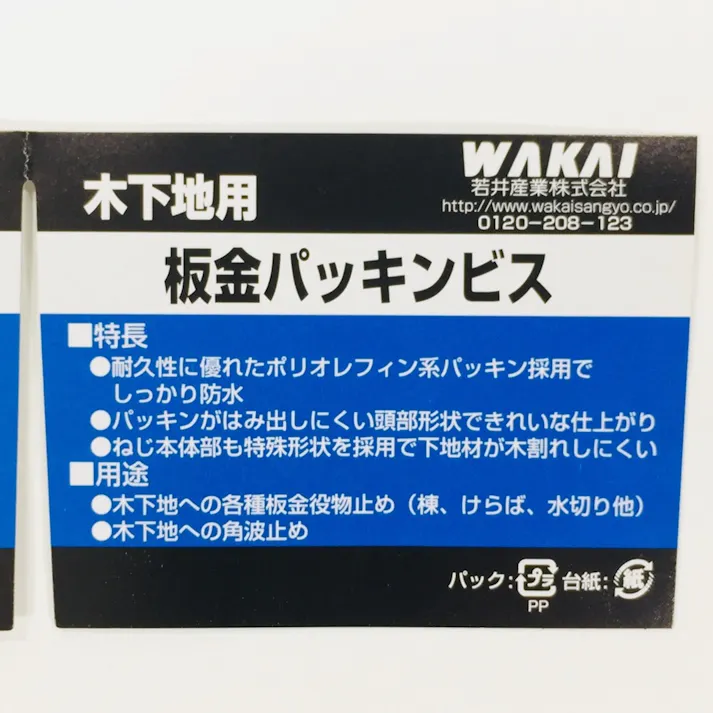 木下地用
WAKAI
若井産業株式会社
http://www.wakaisangyo.co.jp/
0120-208-123
板金パッキンビス
■特長
●耐久性に優れたポリオレフィン系パッキン採用で
しっかり防水
●パッキンがはみ出しにくい頭部形状できれいな仕上がり
●ねじ本体部も特殊形状を採用で下地材が木割れしにくい
■用途
●木下地への各種板金役物止め（棟、けらば、水切り他）
●木下地への角波止め
パック:プラ 台紙:紙
PP